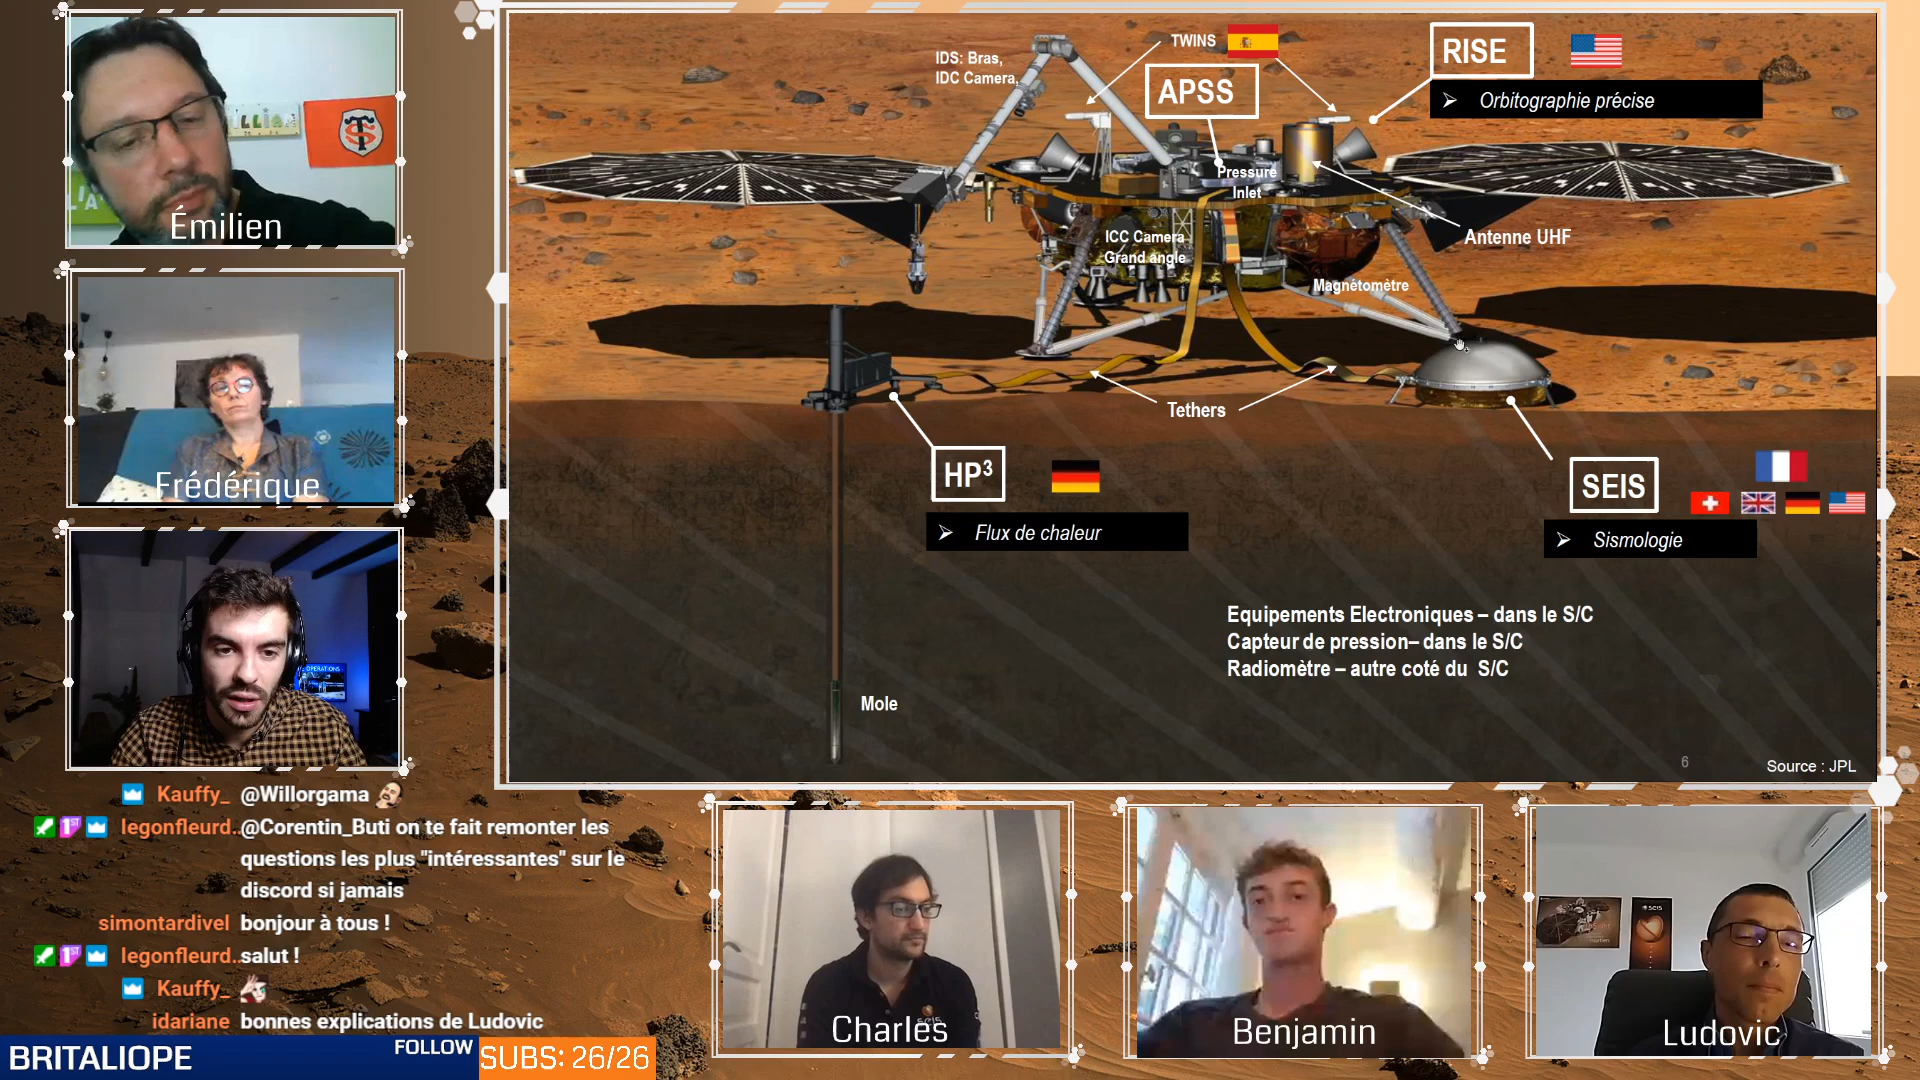 Émilien
Frédérique
TWINS
IDS: Bras,
IDC Camera,
APSS
RISE
➢ Orbitographie précise
Pressure
Inlet
ICC Camera
Grand angle
Antenne UHF
Magnétomètre
Tethers
HP³
➢ Flux de chaleur
SEIS
➢ Sismologie
Equipements Electroniques – dans le S/C
Capteur de pression– dans le S/C
Radiomètre – autre coté du S/C
Mole
6
Source : JPL
OPERATIONS
Kauffy_ @Willorgama
legonfleurd..@Corentin_Buti on te fait remonter les
questions les plus "intéressantes" sur le
discord si jamais
simontardivel bonjour à tous !
legonfleurd..salut !
Kauffy_
idariane bonnes explications de Ludovic
BRITALIOPE
FOLLOW
SUBS: 26/26
Charles
Benjamin
Ludovic
SEIS